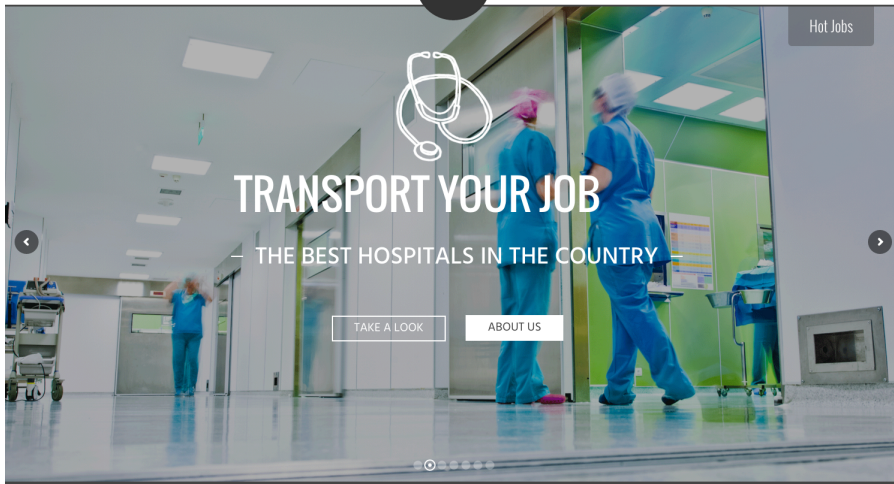 Hot Jobs
TRANSPORT YOUR JOB
– THE BEST HOSPITALS IN THE COUNTRY –
TAKE A LOOK
ABOUT US